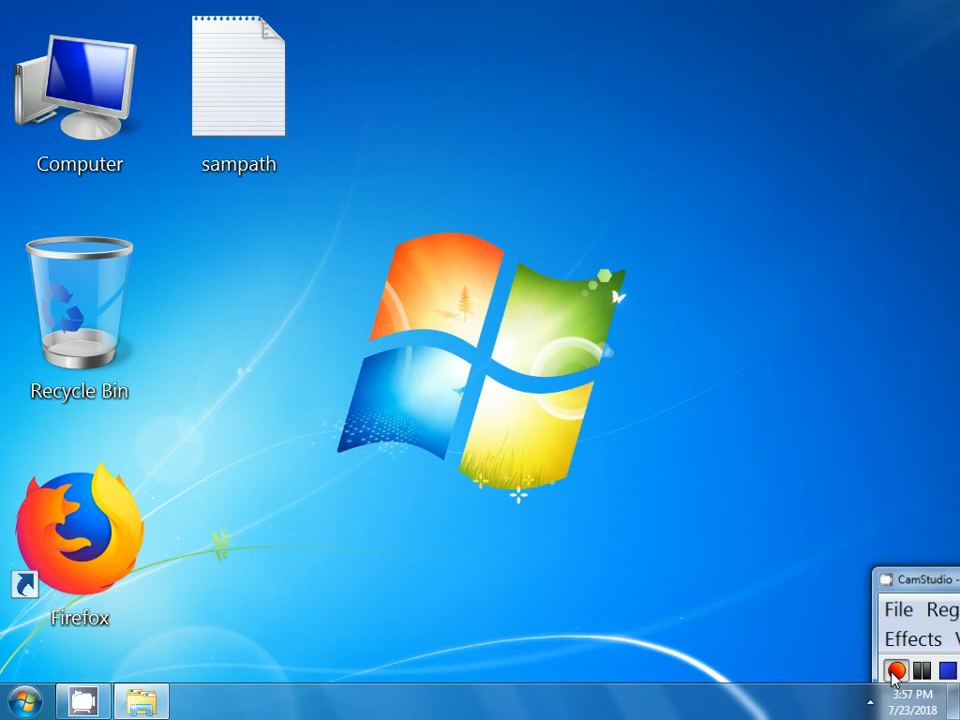 Computer
sampath
Recycle Bin
Firefox
CamStudio -
File Reg
Effects V
3:57 PM
7/23/2018